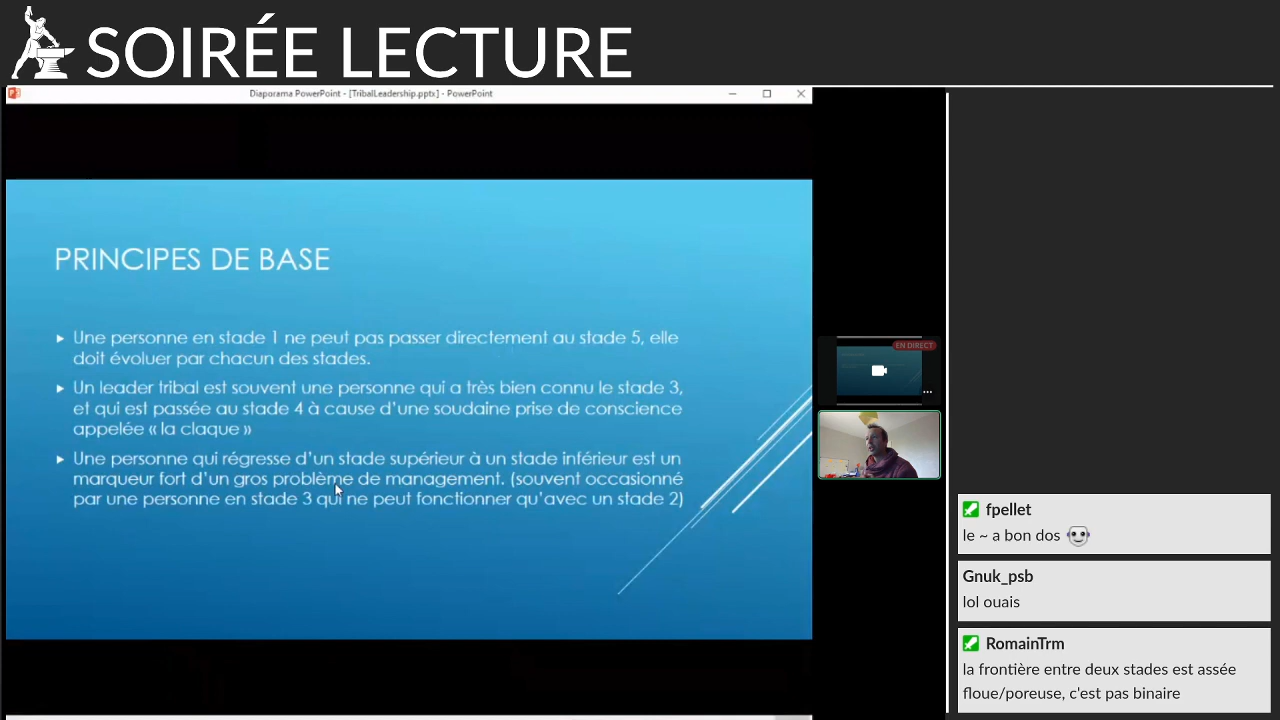 SOIRÉE LECTURE
Diaporama PowerPoint - [TribalLeadership.pptx] - PowerPoint
PRINCIPES DE BASE
Une personne en stade 1 ne peut pas passer directement au stade 5, elle
doit évoluer par chacun des stades.
Un leader tribal est souvent une personne qui a très bien connu le stade 3,
et qui est passée au stade 4 à cause d'une soudaine prise de conscience
appelée « la claque »
Une personne qui régresse d'un stade supérieur à un stade inférieur est un
marqueur fort d'un gros problème de management. (souvent occasionné
par une personne en stade 3 qui ne peut fonctionner qu'avec un stade 2)
EN DIRECT
fpellet
le ~ a bon dos
Gnuk_psb
lol ouais
RomainTrm
la frontière entre deux stades est assée
floue/poreuse, c'est pas binaire